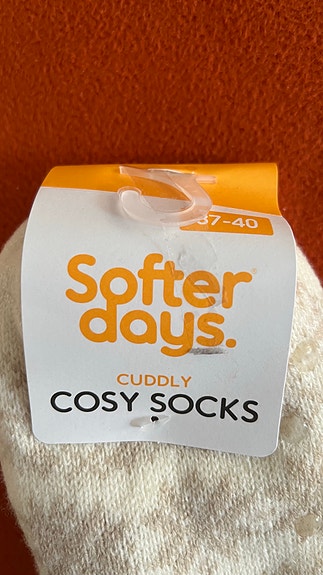 37-40
Softer
days.
CUDDLY
COSY SOCKS